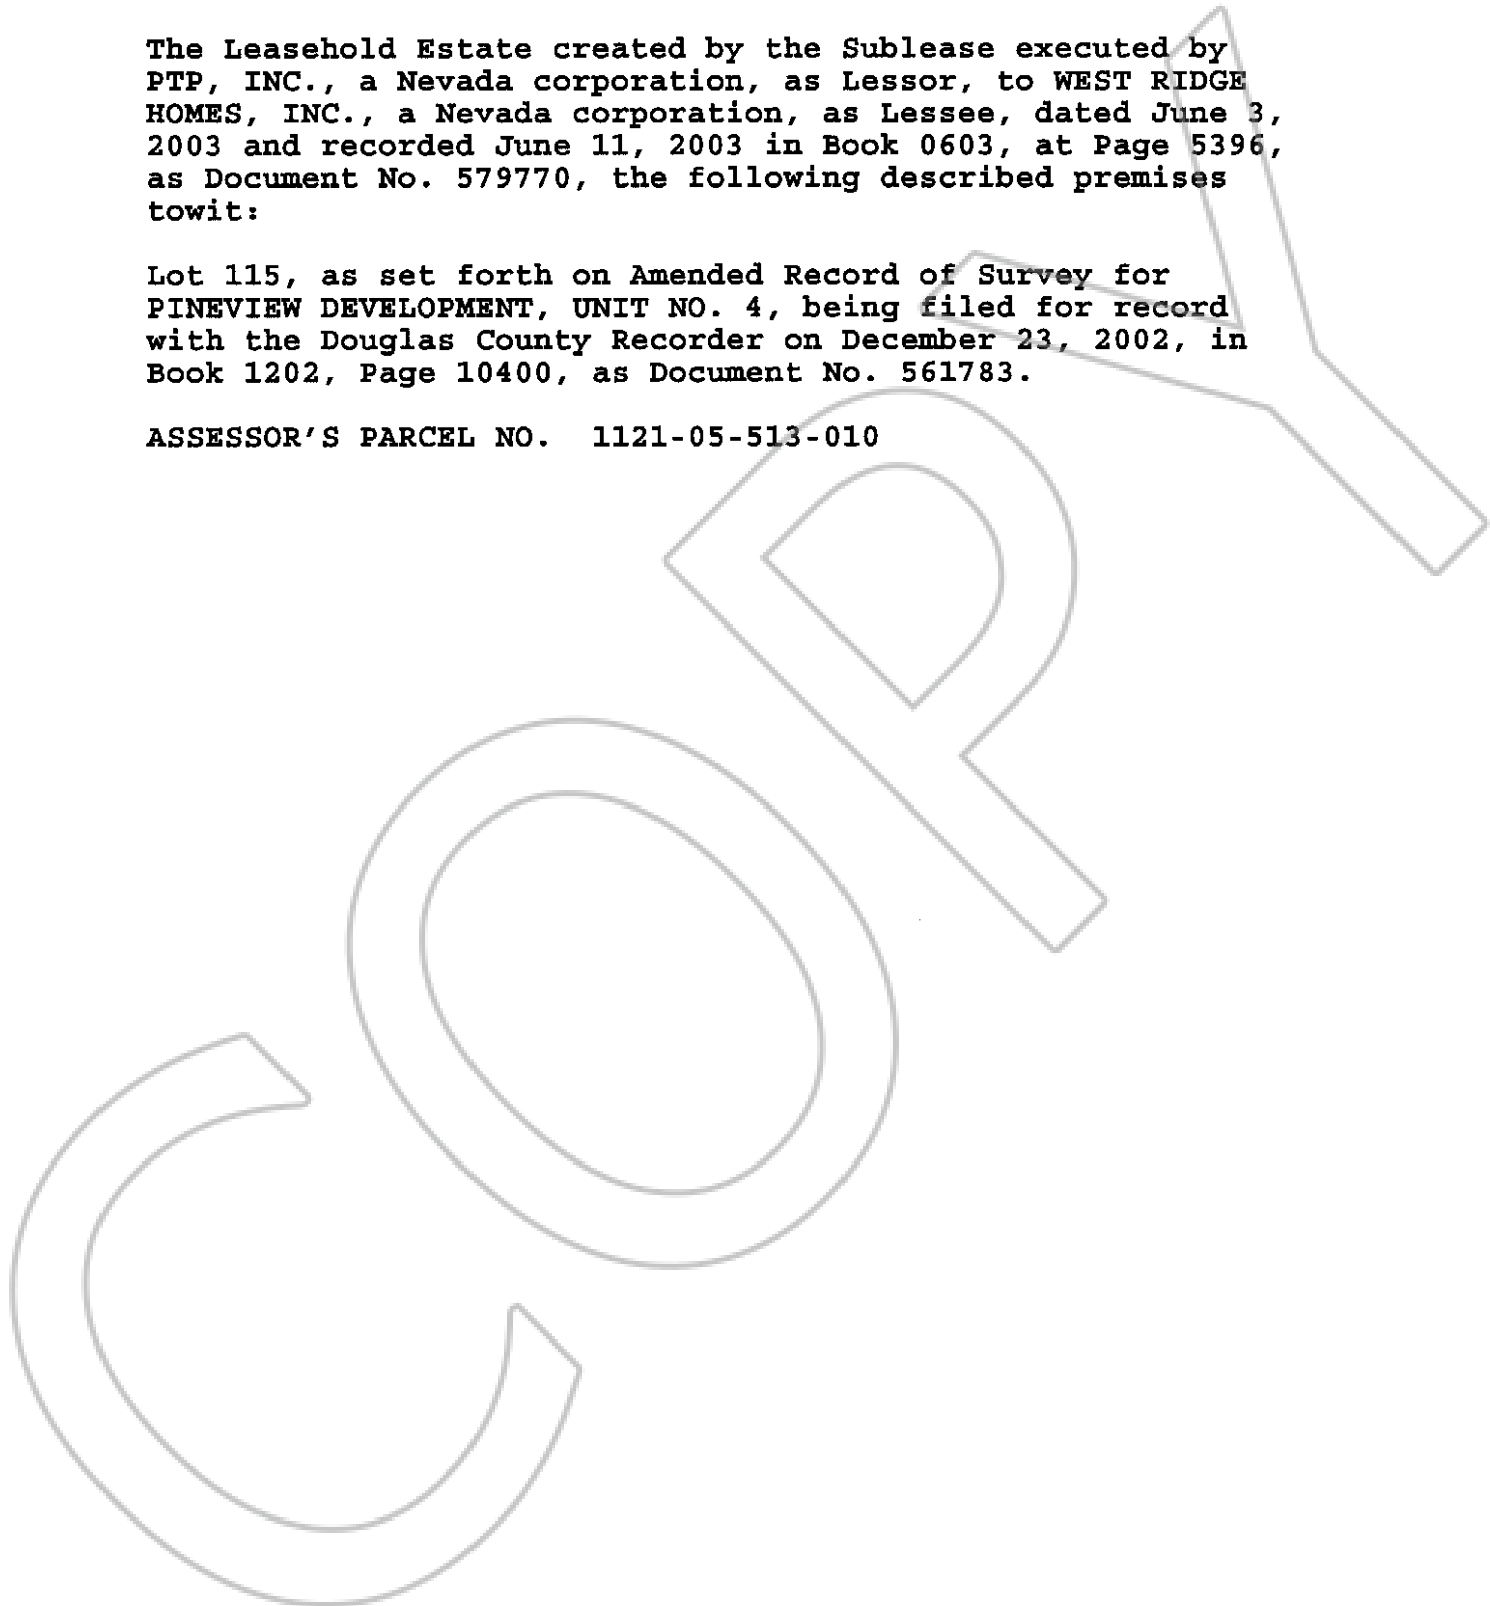 The Leasehold Estate created by the Sublease executed by
PTP, INC., a Nevada corporation, as Lessor, to WEST RIDGE
HOMES, INC., a Nevada corporation, as Lessee, dated June 3,
2003 and recorded June 11, 2003 in Book 0603, at Page 5396,
as Document No. 579770, the following described premises
towit:
Lot 115, as set forth on Amended Record of Survey for
PINEVIEW DEVELOPMENT, UNIT NO. 4, being filed for record
with the Douglas County Recorder on December 23, 2002, in
Book 1202, Page 10400, as Document No. 561783.
ASSESSOR'S PARCEL NO. 1121-05-513-010
COPY